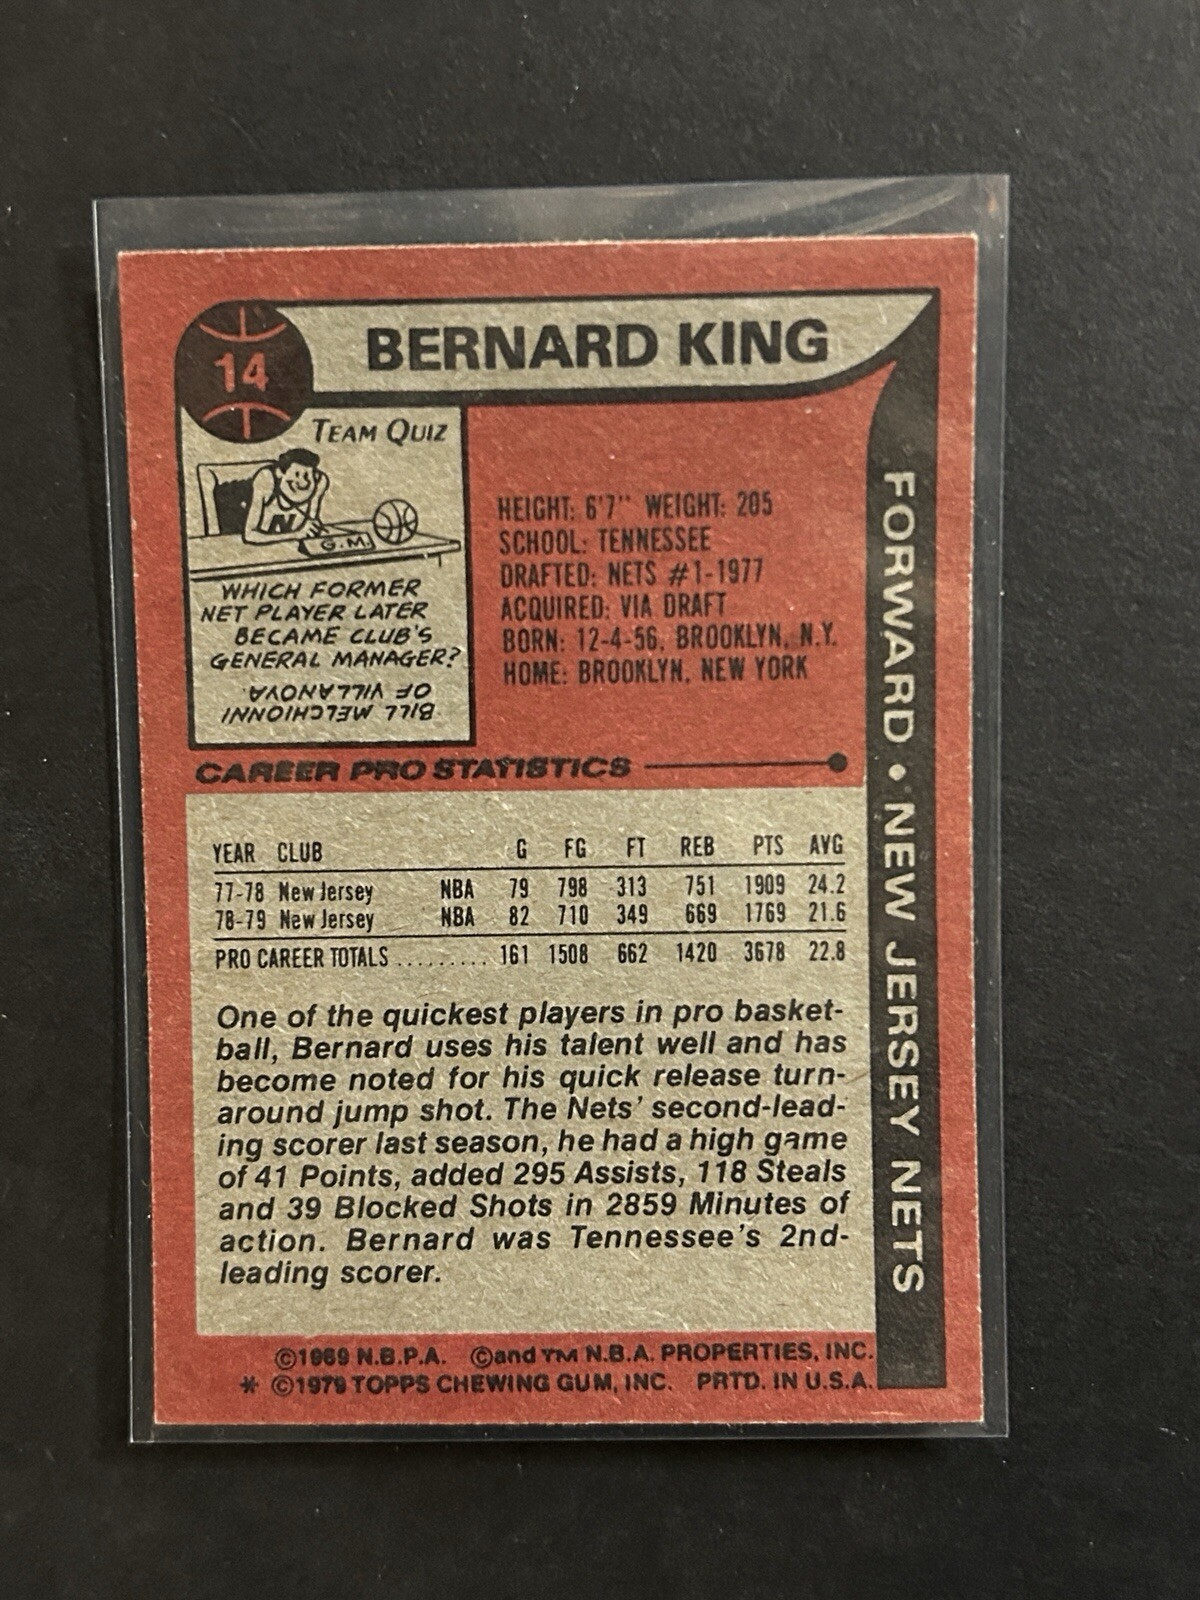 14
BERNARD KING
TEAM QUIZ
N
G.M.
WHICH FORMER
NET PLAYER LATER
BECAME CLUB'S
GENERAL MANAGER?
BILL MELCHIONNI
OF VILLANOVA.
HEIGHT: 6'7" WEIGHT: 205
SCHOOL: TENNESSEE
DRAFTED: NETS #1-1977
ACQUIRED: VIA DRAFT
BORN: 12-4-56, BROOKLYN, N.Y.
HOME: BROOKLYN, NEW YORK
FORWARD • NEW JERSEY NETS
CAREER PRO STATISTICS
YEAR CLUB G FG FT REB PTS AVG
77-78 New Jersey NBA 79 798 313 751 1909 24.2
78-79 New Jersey NBA 82 710 349 669 1769 21.6
PRO CAREER TOTALS ......... 161 1508 662 1420 3678 22.8
One of the quickest players in pro basket-
ball, Bernard uses his talent well and has
become noted for his quick release turn-
around jump shot. The Nets' second-lead-
ing scorer last season, he had a high game
of 41 Points, added 295 Assists, 118 Steals
and 39 Blocked Shots in 2859 Minutes of
action. Bernard was Tennessee's 2nd-
leading scorer.
©1969 N.B.P.A. ©and TM N.B.A. PROPERTIES, INC.
* ©1979 TOPPS CHEWING GUM, INC. PRTD. IN U.S.A.